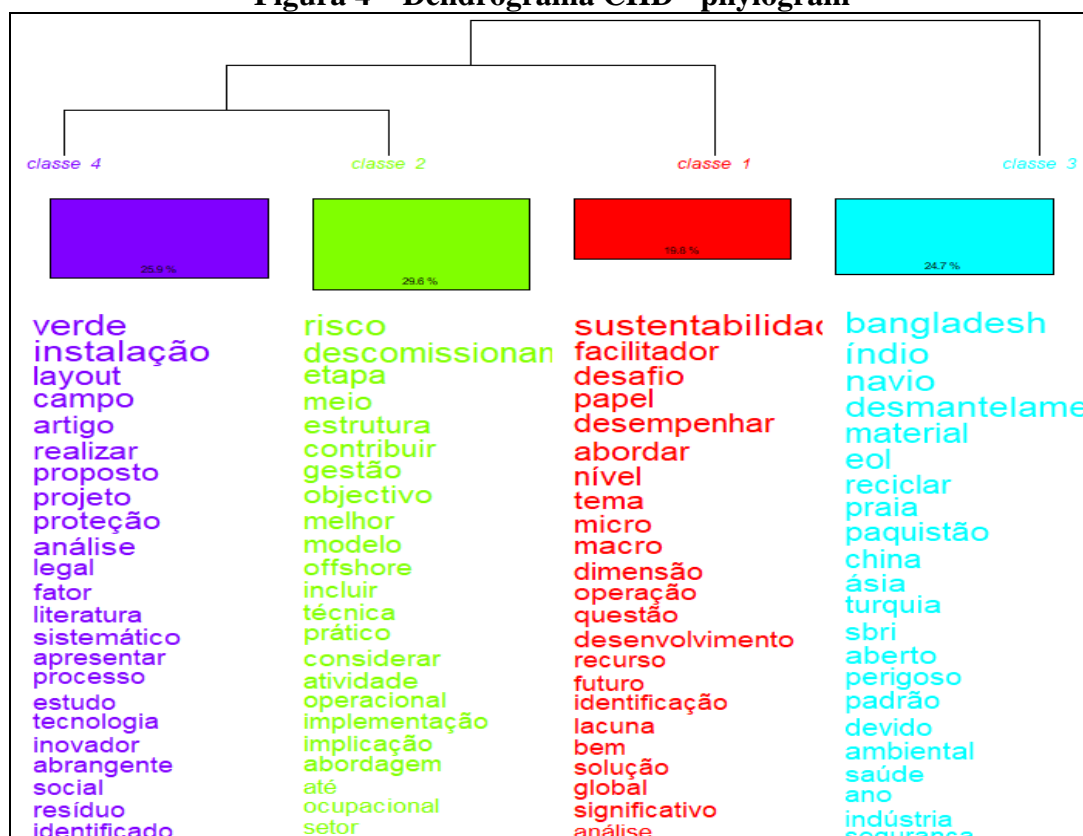 Figura 4 – Dendrograma CHD - phylogram
classe 4
classe 2
classe 1
classe 3
25.9 %
29.6 %
19.8 %
24.7 %
verde
instalação
layout
campo
artigo
realizar
proposto
projeto
proteção
análise
legal
fator
literatura
sistemático
apresentar
processo
estudo
tecnologia
inovador
abrangente
social
resíduo
identificado
risco
descomissionan
etapa
meio
estrutura
contribuir
gestão
objectivo
melhor
modelo
offshore
incluir
técnica
prático
considerar
atividade
operacional
implementação
implicação
abordagem
até
ocupacional
setor
sustentabilidad
facilitador
desafio
papel
desempenhar
abordar
nível
tema
micro
macro
dimensão
operação
questão
desenvolvimento
recurso
futuro
identificação
lacuna
bem
solução
global
significativo
análise
bangladesh
índio
navio
desmantelame
material
eol
reciclar
praia
paquistão
china
ásia
turquia
sbri
aberto
perigoso
padrão
devido
ambiental
saúde
ano
indústria
segurança